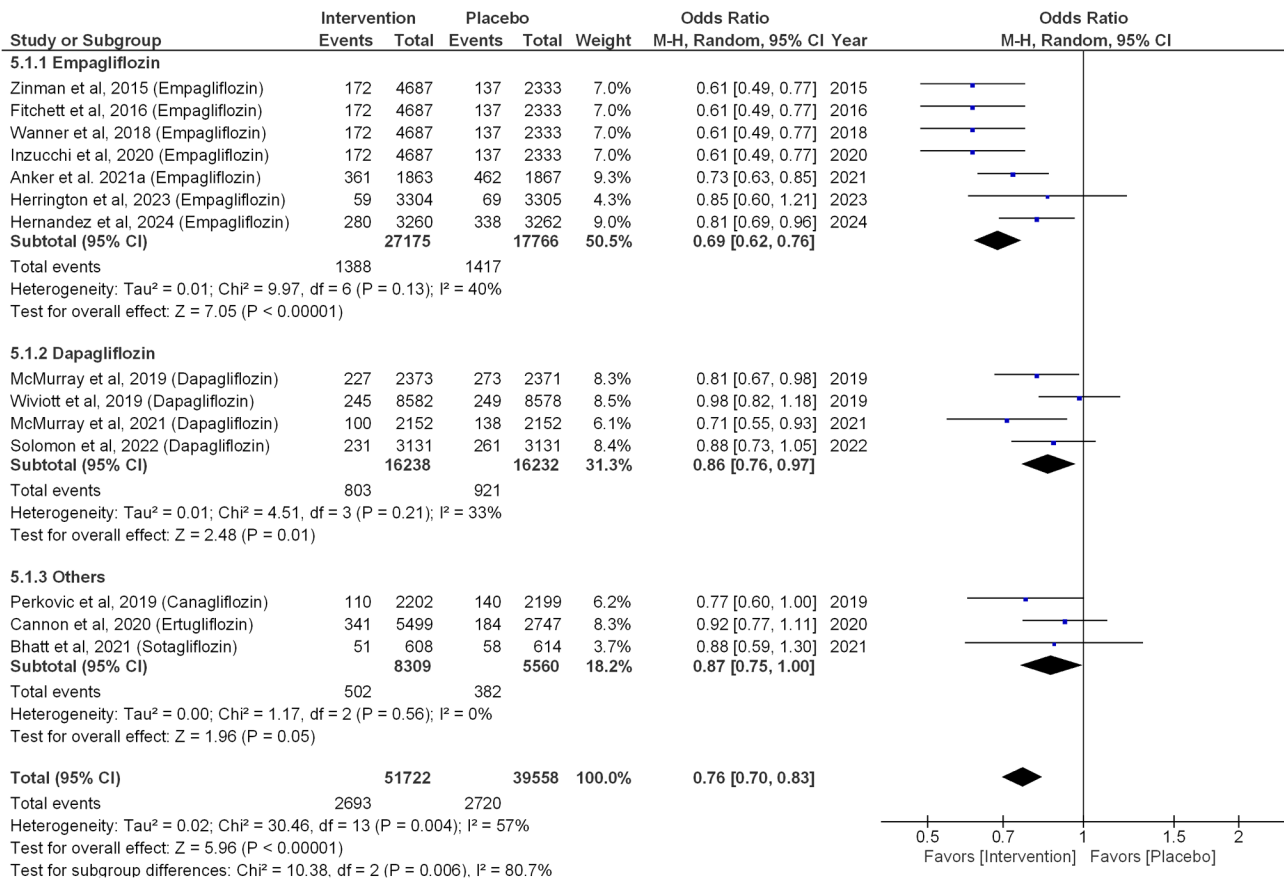 Intervention Placebo Odds Ratio Odds Ratio
Study or Subgroup Events Total Events Total Weight M-H, Random, 95% CI Year M-H, Random, 95% CI
5.1.1 Empagliflozin
Zinman et al, 2015 (Empagliflozin) 172 4687 137 2333 7.0% 0.61 [0.49, 0.77] 2015
Fitchett et al, 2016 (Empagliflozin) 172 4687 137 2333 7.0% 0.61 [0.49, 0.77] 2016
Wanner et al, 2018 (Empagliflozin) 172 4687 137 2333 7.0% 0.61 [0.49, 0.77] 2018
Inzucchi et al, 2020 (Empagliflozin) 172 4687 137 2333 7.0% 0.61 [0.49, 0.77] 2020
Anker et al. 2021a (Empagliflozin) 361 1863 462 1867 9.3% 0.73 [0.63, 0.85] 2021
Herrington et al, 2023 (Empagliflozin) 59 3304 69 3305 4.3% 0.85 [0.60, 1.21] 2023
Hernandez et al, 2024 (Empagliflozin) 280 3260 338 3262 9.0% 0.81 [0.69, 0.96] 2024
Subtotal (95% CI) 27175 17766 50.5% 0.69 [0.62, 0.76]
Total events 1388 1417
Heterogeneity: Tau² = 0.01; Chi² = 9.97, df = 6 (P = 0.13); I² = 40%
Test for overall effect: Z = 7.05 (P < 0.00001)
5.1.2 Dapagliflozin
McMurray et al, 2019 (Dapagliflozin) 227 2373 273 2371 8.3% 0.81 [0.67, 0.98] 2019
Wiviott et al, 2019 (Dapagliflozin) 245 8582 249 8578 8.5% 0.98 [0.82, 1.18] 2019
McMurray et al, 2021 (Dapagliflozin) 100 2152 138 2152 6.1% 0.71 [0.55, 0.93] 2021
Solomon et al, 2022 (Dapagliflozin) 231 3131 261 3131 8.4% 0.88 [0.73, 1.05] 2022
Subtotal (95% CI) 16238 16232 31.3% 0.86 [0.76, 0.97]
Total events 803 921
Heterogeneity: Tau² = 0.01; Chi² = 4.51, df = 3 (P = 0.21); I² = 33%
Test for overall effect: Z = 2.48 (P = 0.01)
5.1.3 Others
Perkovic et al, 2019 (Canagliflozin) 110 2202 140 2199 6.2% 0.77 [0.60, 1.00] 2019
Cannon et al, 2020 (Ertugliflozin) 341 5499 184 2747 8.3% 0.92 [0.77, 1.11] 2020
Bhatt et al, 2021 (Sotagliflozin) 51 608 58 614 3.7% 0.88 [0.59, 1.30] 2021
Subtotal (95% CI) 8309 5560 18.2% 0.87 [0.75, 1.00]
Total events 502 382
Heterogeneity: Tau² = 0.00; Chi² = 1.17, df = 2 (P = 0.56); I² = 0%
Test for overall effect: Z = 1.96 (P = 0.05)
Total (95% CI) 51722 39558 100.0% 0.76 [0.70, 0.83]
Total events 2693 2720
Heterogeneity: Tau² = 0.02; Chi² = 30.46, df = 13 (P = 0.004); I² = 57%
Test for overall effect: Z = 5.96 (P < 0.00001)
Test for subgroup differences: Chi² = 10.38, df = 2 (P = 0.006), I² = 80.7%
0.5 0.7 1 1.5 2
Favors [Intervention] Favors [Placebo]